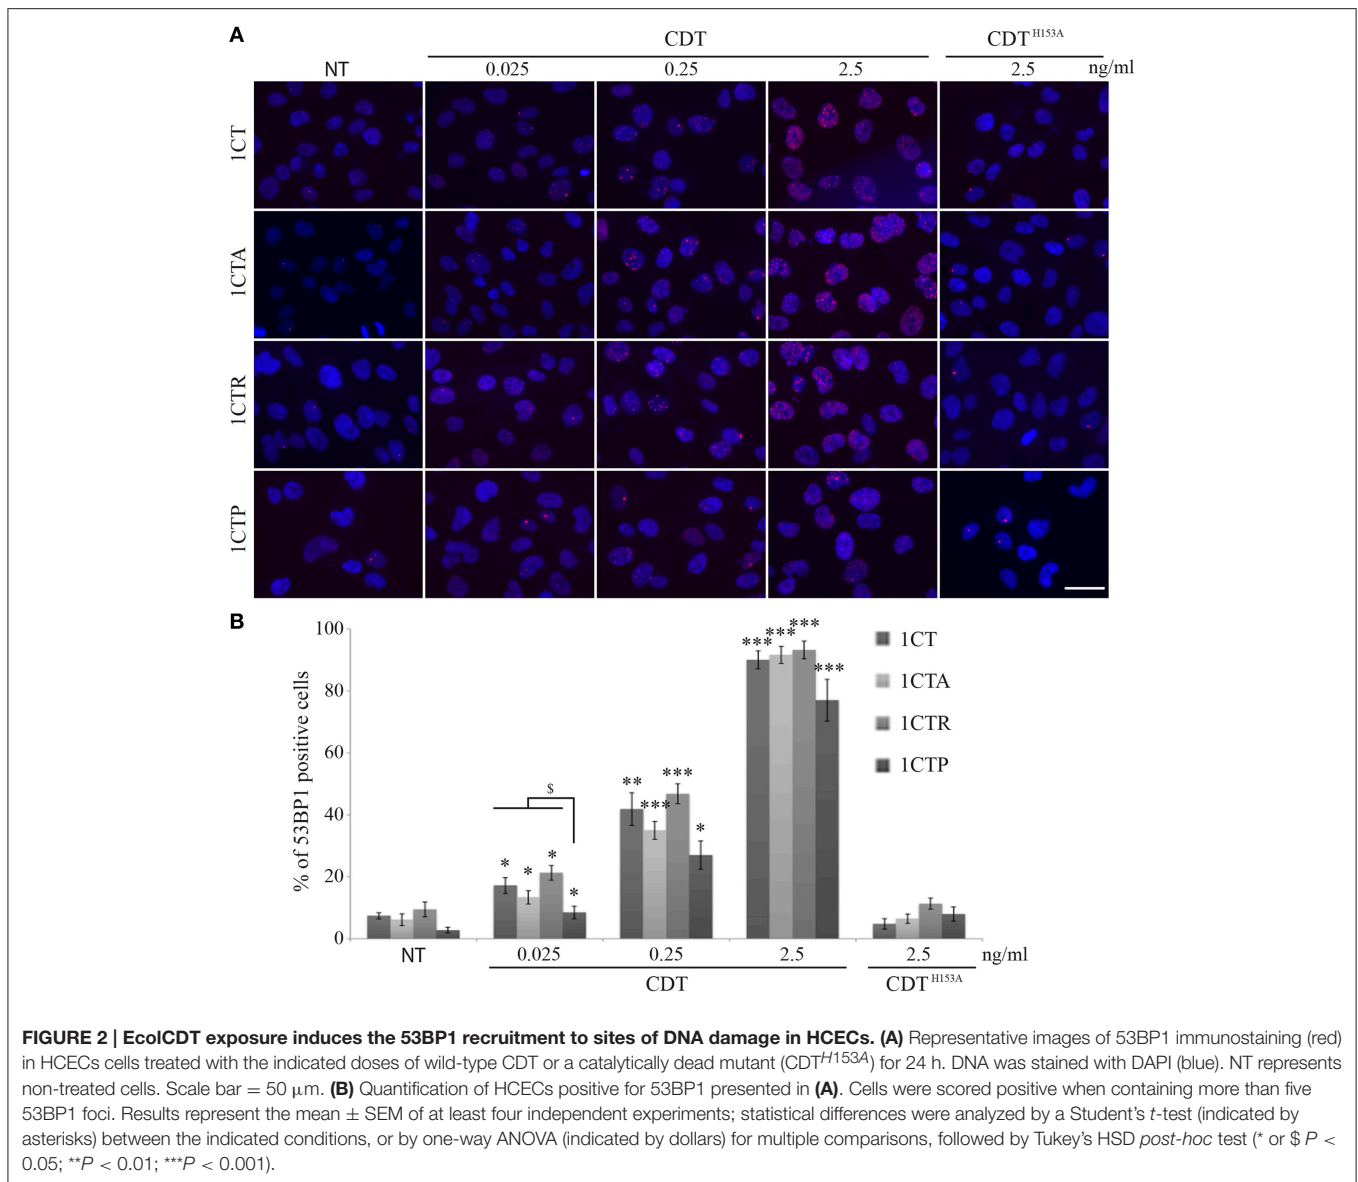 A
CDT
CDT^H153A
NT
0.025
0.25
2.5
2.5
ng/ml
1CT
1CTA
1CTR
1CTP
B
% of 53BP1 positive cells
100
80
60
40
20
0
* * * *
$
** *** *** *
*** *** *** ***
1CT
1CTA
1CTR
1CTP
NT
0.025
0.25
2.5
2.5
ng/ml
CDT
CDT^H153A
FIGURE 2 | EcolCDT exposure induces the 53BP1 recruitment to sites of DNA damage in HCECs. (A) Representative images of 53BP1 immunostaining (red)
in HCECs cells treated with the indicated doses of wild-type CDT or a catalytically dead mutant (CDT^H153A) for 24 h. DNA was stained with DAPI (blue). NT represents
non-treated cells. Scale bar = 50 μm. (B) Quantification of HCECs positive for 53BP1 presented in (A). Cells were scored positive when containing more than five
53BP1 foci. Results represent the mean ± SEM of at least four independent experiments; statistical differences were analyzed by a Student's t-test (indicated by
asterisks) between the indicated conditions, or by one-way ANOVA (indicated by dollars) for multiple comparisons, followed by Tukey's HSD post-hoc test (* or $ P <
0.05; **P < 0.01; ***P < 0.001).